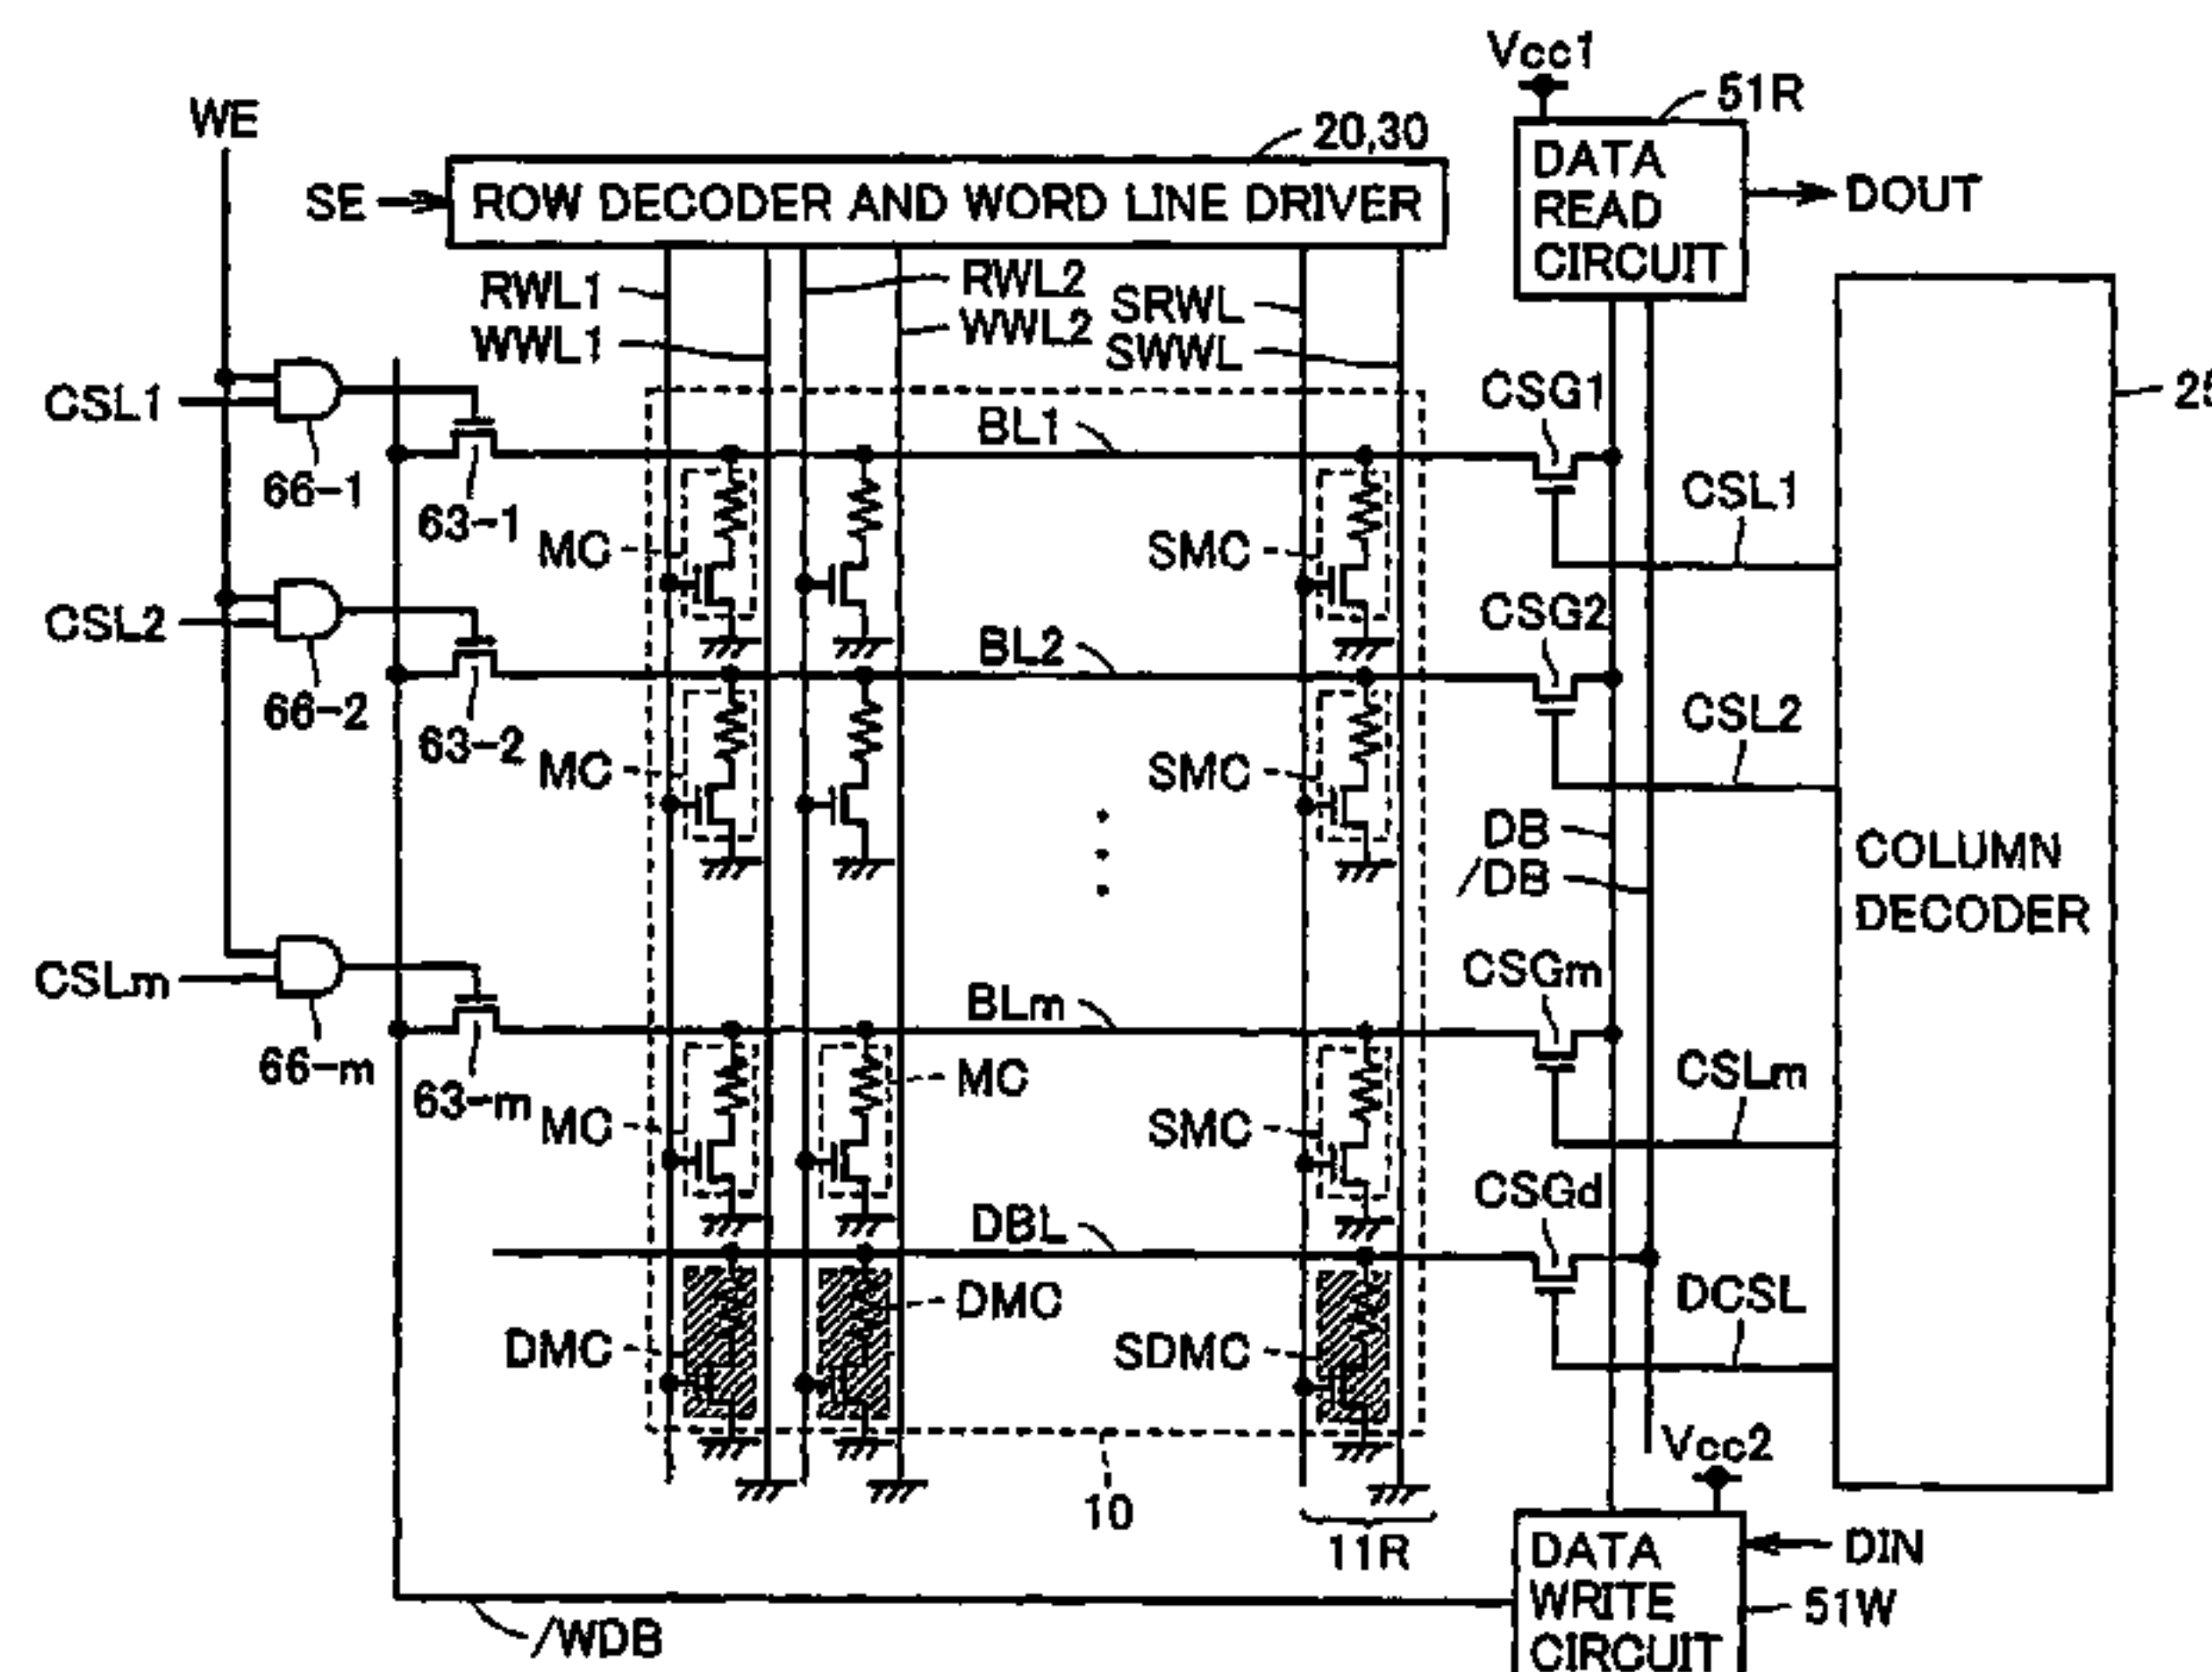 Vcc1
WE
20,30
51R
SE
ROW DECODER AND WORD LINE DRIVER
DATA
READ
CIRCUIT
DOUT
RWL1
WWL1
RWL2
WWL2
SRWL
SWWL
CSL1
66-1
63-1
BL1
CSG1
CSL1
25
MC
SMC
CSL2
66-2
63-2
BL2
CSG2
CSL2
MC
SMC
DB
/DB
COLUMN
DECODER
CSLm
66-m
63-m
BLm
CSGm
CSLm
MC
MC
SMC
DBL
CSGd
DCSL
DMC
DMC
SDMC
Vcc2
10
11R
DATA
WRITE
CIRCUIT
DIN
51W
/WDB